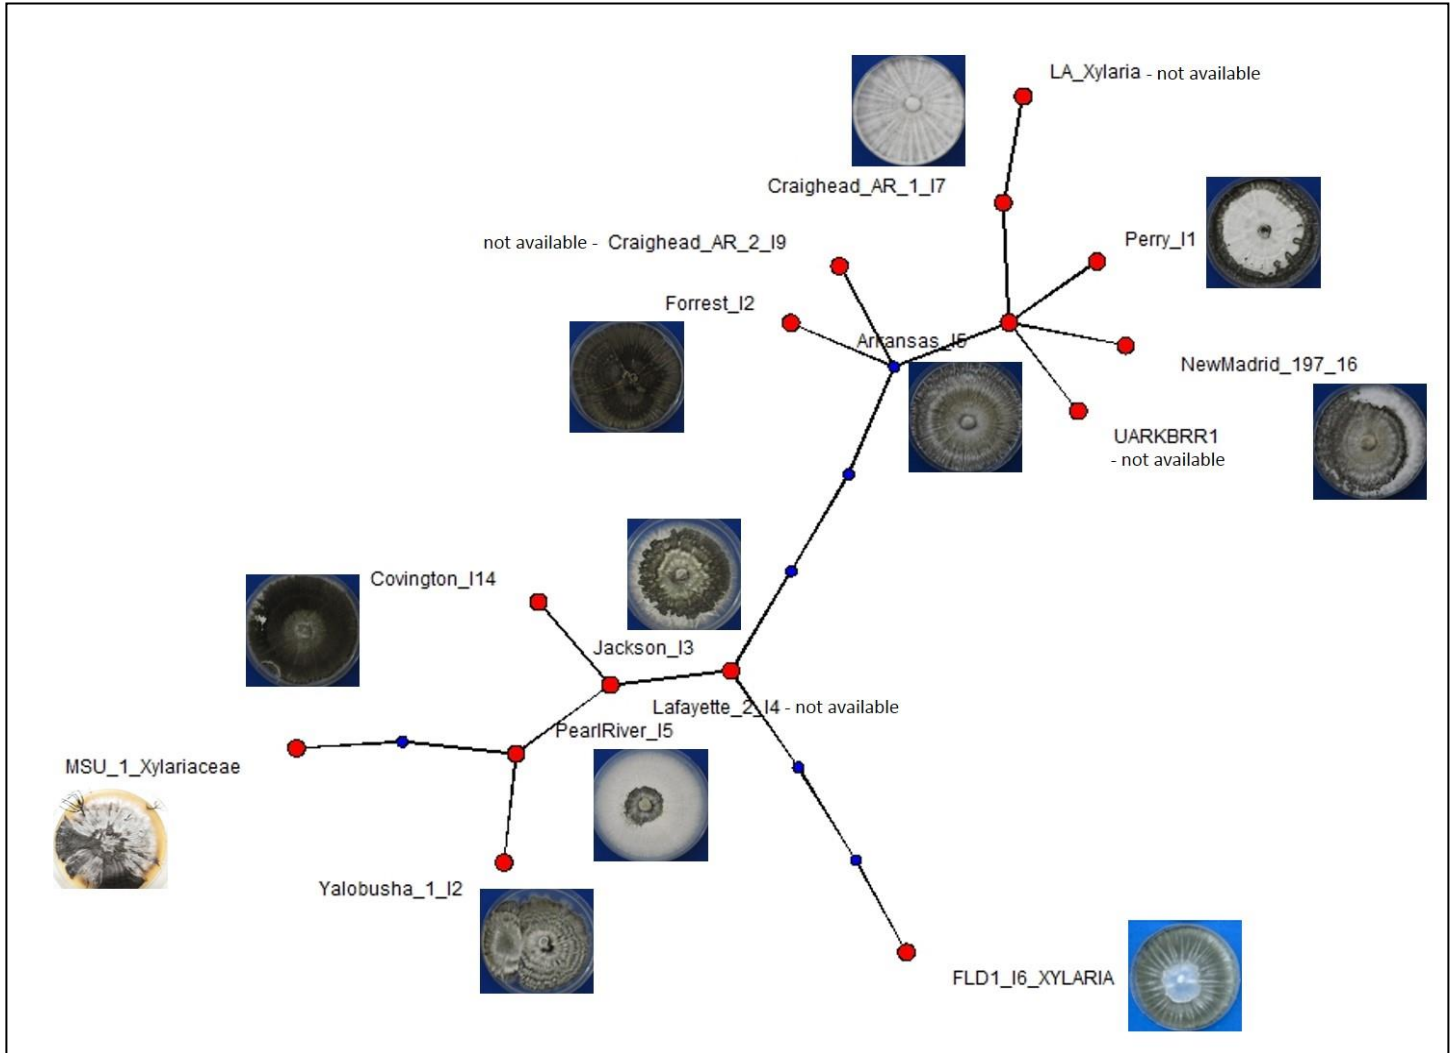 LA_Xylaria - not available
Craighead_AR_1_I7
not available - Craighead_AR_2_I9
Perry_I1
Forrest_I2
Arkansas_I5
NewMadrid_197_16
UARKBRR1
- not available
Covington_I14
Jackson_I3
Lafayette_2_I4 - not available
PearlRiver_I5
MSU_1_Xylariaceae
Yalobusha_1_I2
FLD1_I6_XYLARIA